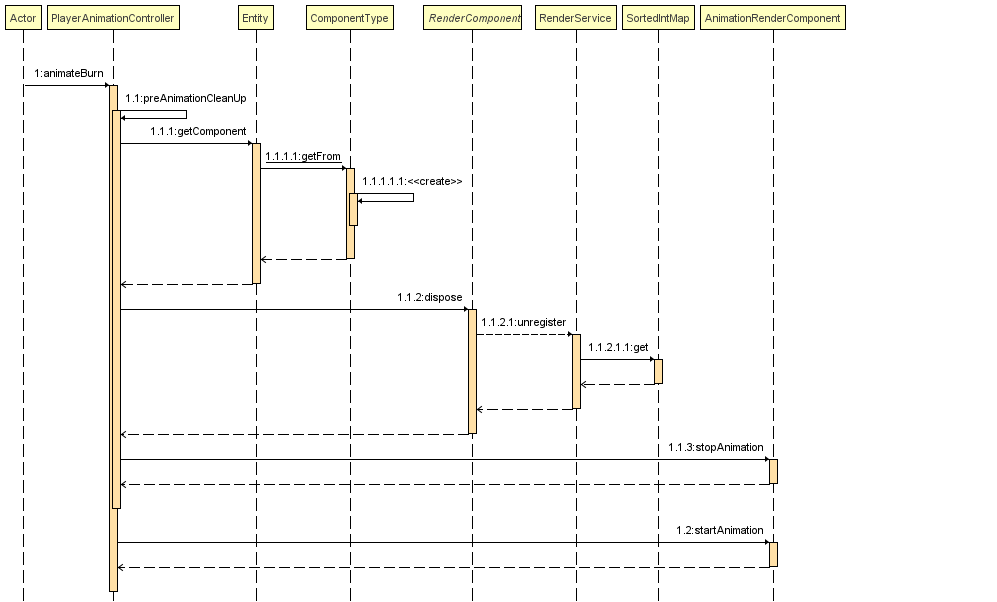 Actor
PlayerAnimationController
Entity
ComponentType
RenderComponent
RenderService
SortedIntMap
AnimationRenderComponent
1:animateBurn
1.1:preAnimationCleanUp
1.1.1:getComponent
1.1.1.1:getFrom
1.1.1.1.1:<<create>>
1.1.2:dispose
1.1.2.1:unregister
1.1.2.1.1:get
1.1.3:stopAnimation
1.2:startAnimation